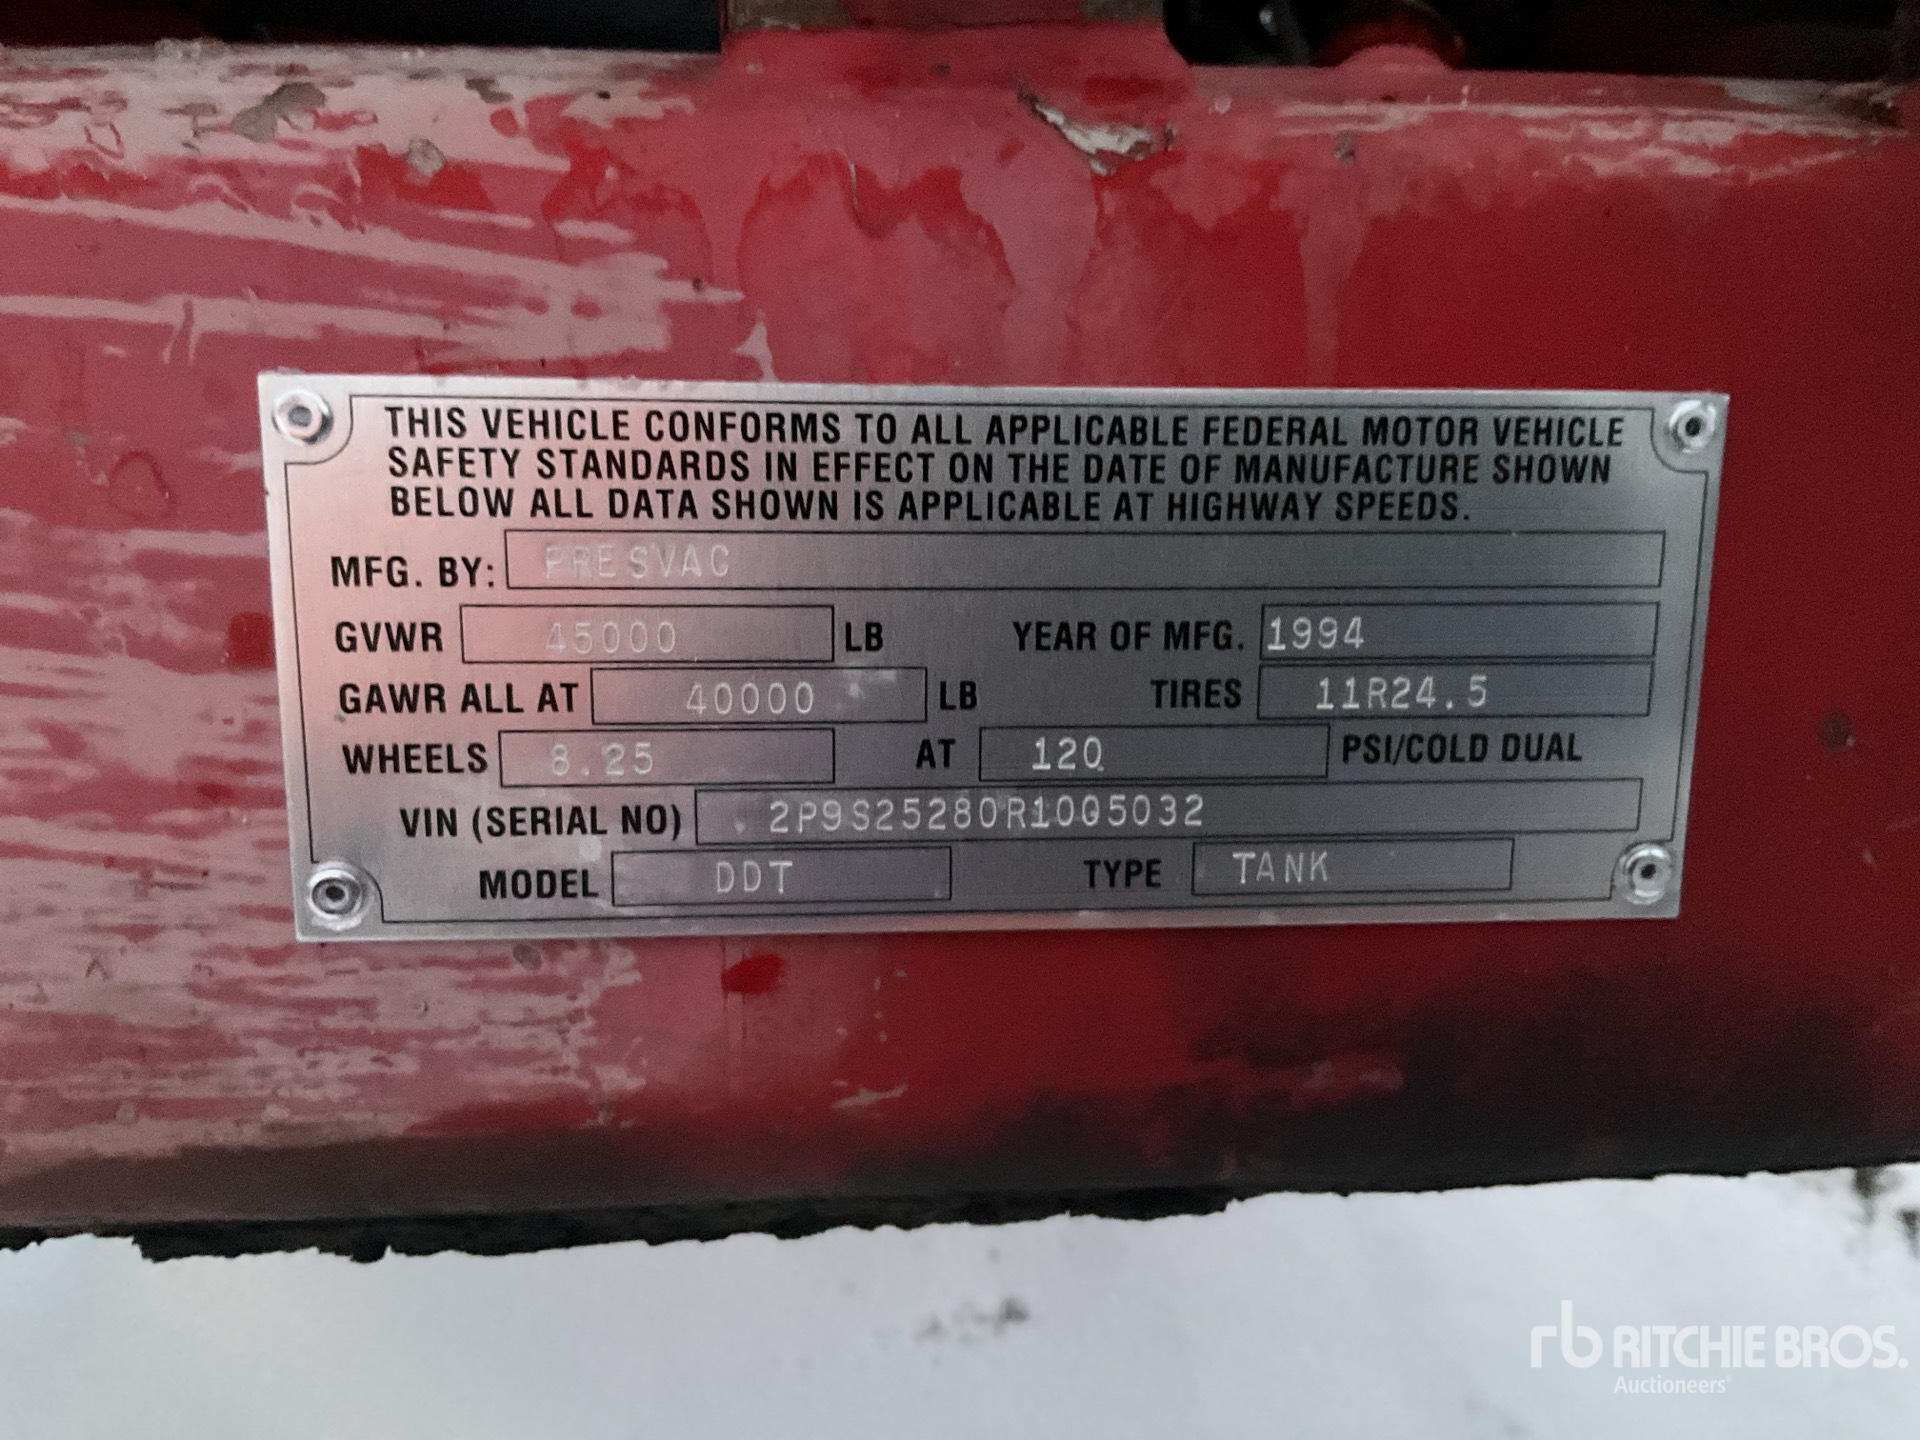 THIS VEHICLE CONFORMS TO ALL APPLICABLE FEDERAL MOTOR VEHICLE
SAFETY STANDARDS IN EFFECT ON THE DATE OF MANUFACTURE SHOWN
BELOW ALL DATA SHOWN IS APPLICABLE AT HIGHWAY SPEEDS.
MFG. BY: PRESVAC
GVWR 45000 LB YEAR OF MFG. 1994
GAWR ALL AT 40000 LB TIRES 11R24.5
WHEELS 8.25 AT 120 PSI/COLD DUAL
VIN (SERIAL NO) 2P9S25280R1005032
MODEL DDT TYPE TANK
rb RITCHIE BROS.
Auctioneers